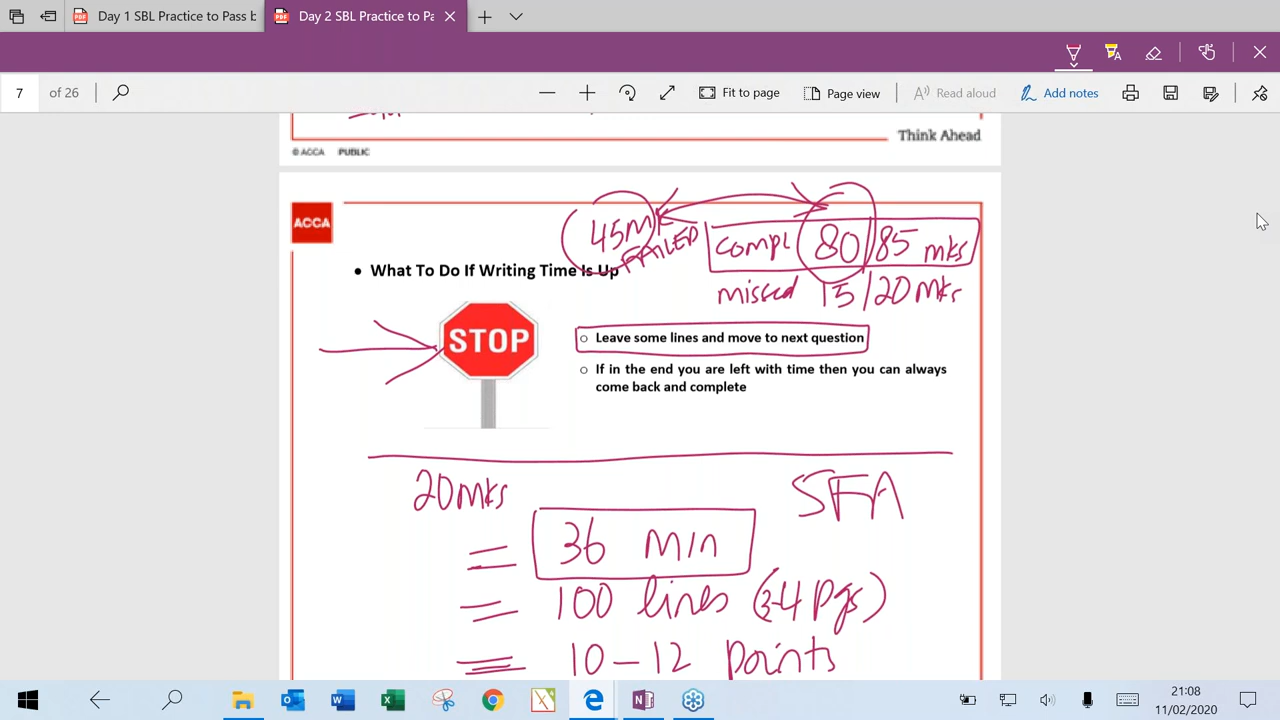 Day 1 SBL Practice to Pass b
Day 2 SBL Practice to Pa
7 of 26
Fit to page
Page view
Read aloud
Add notes
Think Ahead
© ACCA PUBLIC
ACCA
45M
FAILED
compl 80/85 mks
• What To Do If Writing Time Is Up
missed 15/20 mks
STOP
o Leave some lines and move to next question
o If in the end you are left with time then you can always
come back and complete
20 mks
SFA
= 36 Min
= 100 lines (3-4 pgs)
= 10-12 Points
21:08
11/02/2020